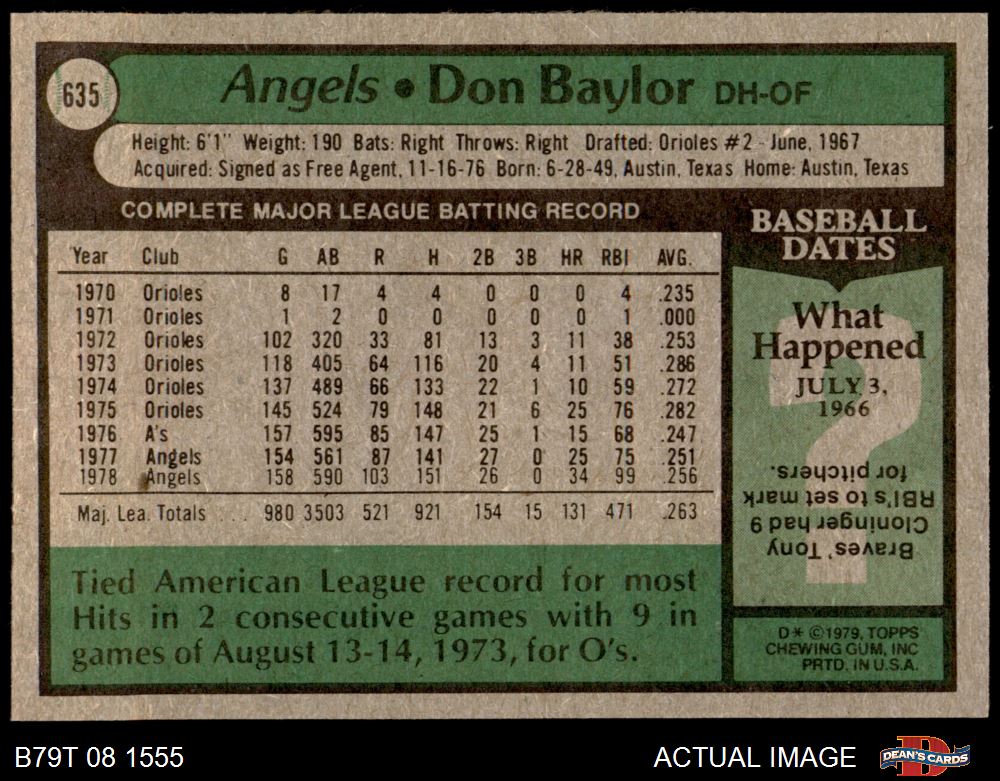 635
Angels • Don Baylor DH-OF
Height: 6'1" Weight: 190 Bats: Right Throws: Right Drafted: Orioles #2 - June, 1967
Acquired: Signed as Free Agent, 11-16-76 Born: 6-28-49, Austin, Texas Home: Austin, Texas
COMPLETE MAJOR LEAGUE BATTING RECORD
Year Club G AB R H 2B 3B HR RBI AVG.
1970 Orioles 8 17 4 4 0 0 0 4 .235
1971 Orioles 1 2 0 0 0 0 0 1 .000
1972 Orioles 102 320 33 81 13 3 11 38 .253
1973 Orioles 118 405 64 116 20 4 11 51 .286
1974 Orioles 137 489 66 133 22 1 10 59 .272
1975 Orioles 145 524 79 148 21 6 25 76 .282
1976 A's 157 595 85 147 25 1 15 68 .247
1977 Angels 154 561 87 141 27 0 25 75 .251
1978 Angels 158 590 103 151 26 0 34 99 .256
Maj. Lea. Totals . . . 980 3503 521 921 154 15 131 471 .263
Tied American League record for most
Hits in 2 consecutive games with 9 in
games of August 13-14, 1973, for O's.
BASEBALL
DATES
What
Happened
JULY 3,
1966
?
Braves' Tony
Cloninger had 9
RBI's to set mark
for pitchers.
D* ©1979, TOPPS
CHEWING GUM, INC
PRTD. IN U.S.A.
B79T 08 1555
ACTUAL IMAGE
D
DEAN'S CARDS